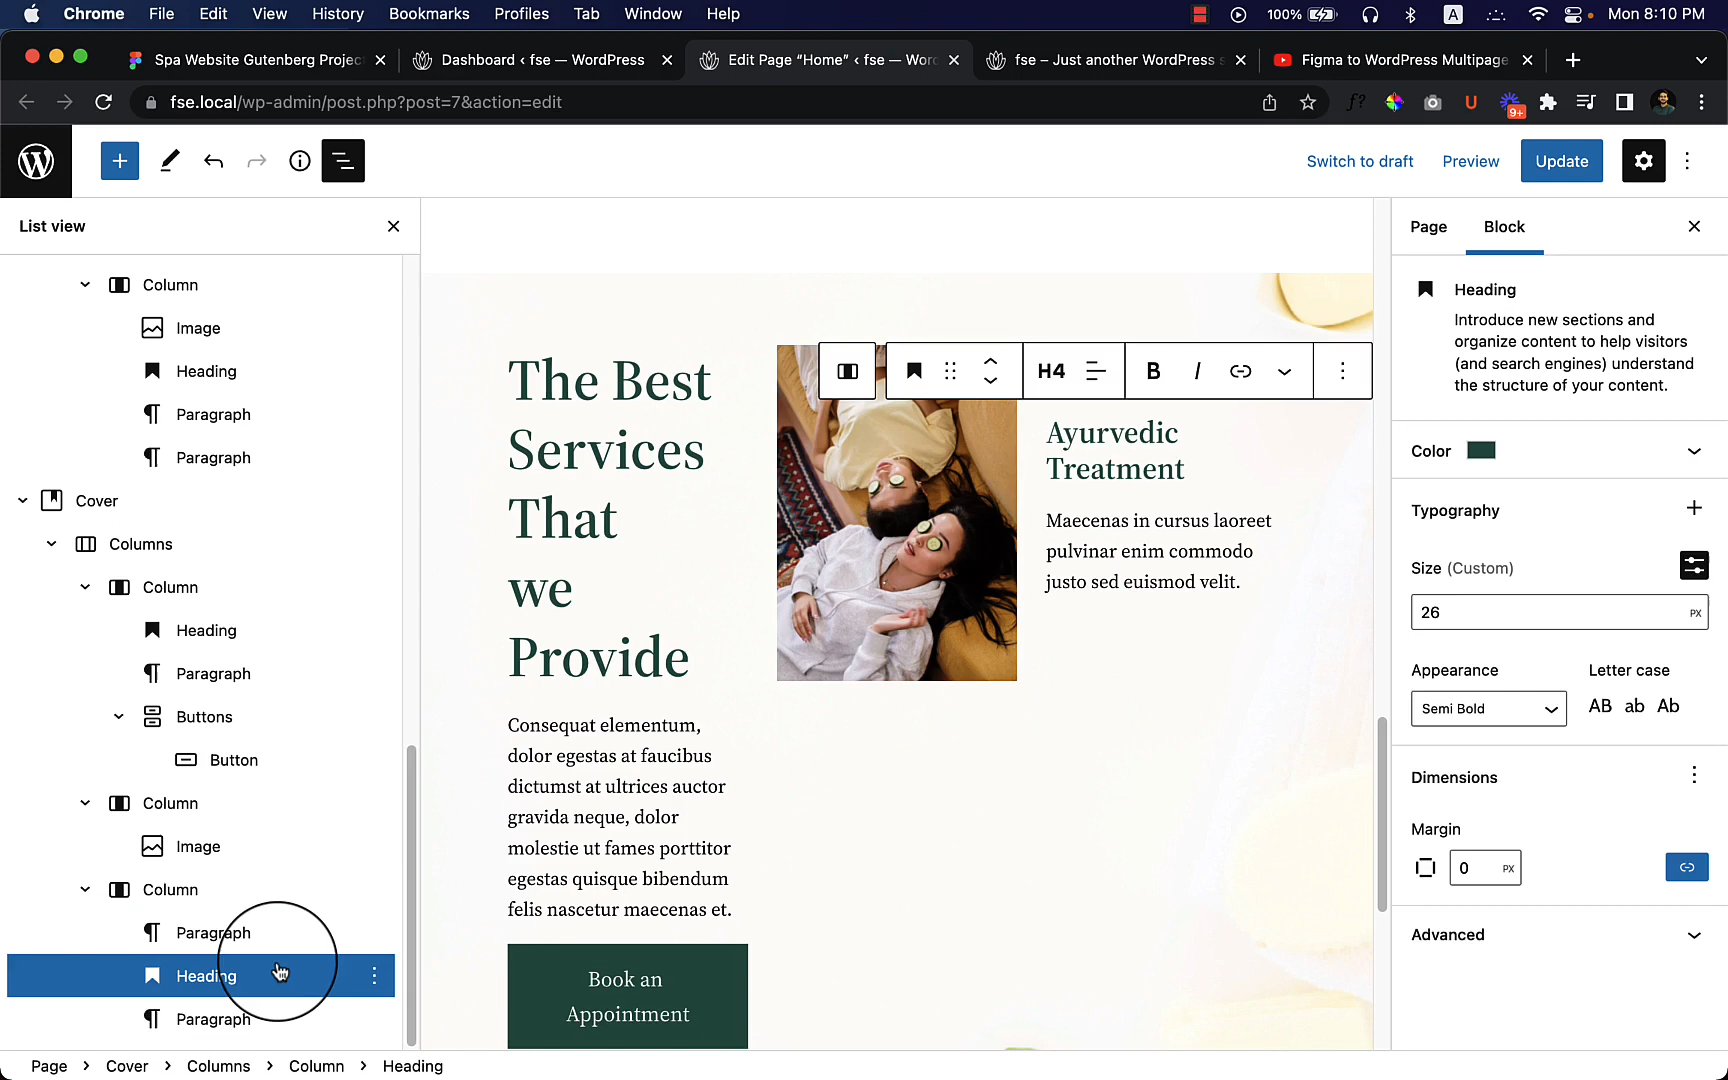 Chrome File Edit View History Bookmarks Profiles Tab Window Help
100% A Mon 8:10 PM
Spa Website Gutenberg Projec
Dashboard ‹ fse — WordPress
Edit Page “Home” ‹ fse — Wor
fse – Just another WordPress s
Figma to WordPress Multipage
fse.local/wp-admin/post.php?post=7&action=edit
f?
U
9+
Switch to draft
Preview
Update
List view
Column
Image
Heading
Paragraph
Paragraph
Cover
Columns
Column
Heading
Paragraph
Buttons
Button
Column
Image
Column
Paragraph
Heading
Paragraph
H4
B
I
The Best
Services
That
we
Provide
Consequat elementum,
dolor egestas at faucibus
dictumst at ultrices auctor
gravida neque, dolor
molestie ut fames porttitor
egestas quisque bibendum
felis nascetur maecenas et.
Book an
Appointment
Ayurvedic
Treatment
Maecenas in cursus laoreet
pulvinar enim commodo
justo sed euismod velit.
Page
Block
Heading
Introduce new sections and
organize content to help visitors
(and search engines) understand
the structure of your content.
Color
Typography
Size (Custom)
26
PX
Appearance
Letter case
Semi Bold
AB ab Ab
Dimensions
Margin
0 PX
Advanced
Page › Cover › Columns › Column › Heading